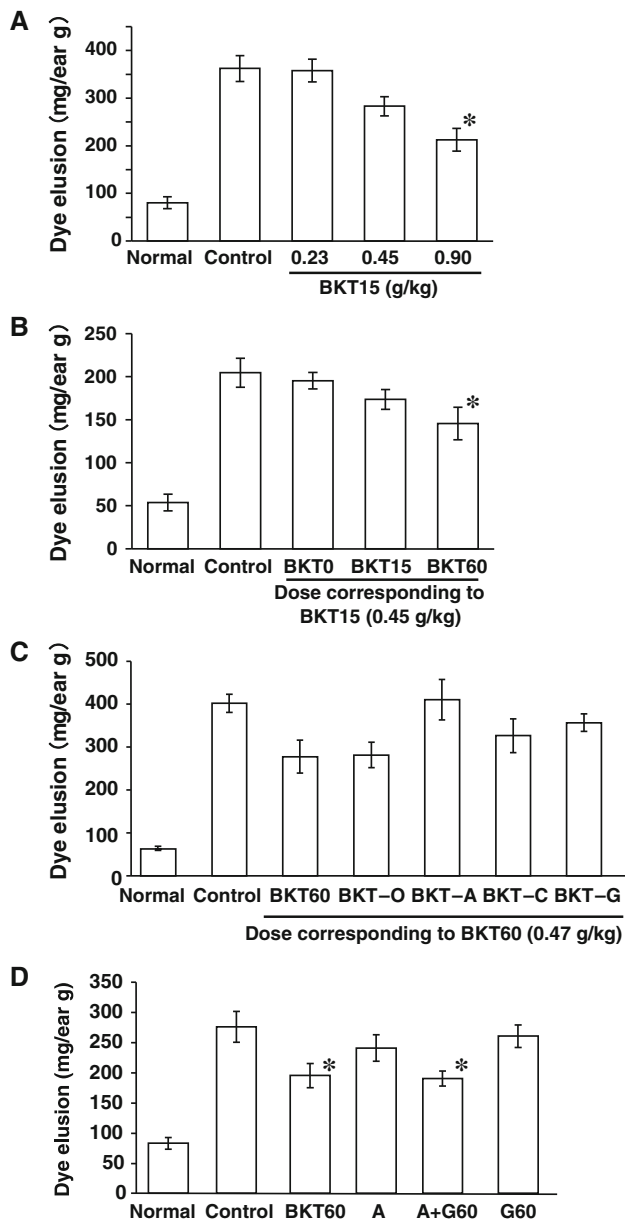 A
Dye elusion (mg/ear g)
400
300
200
100
0
*
Normal Control 0.23 0.45 0.90
BKT15 (g/kg)
B
Dye elusion (mg/ear g)
250
200
150
100
50
0
*
Normal Control BKT0 BKT15 BKT60
Dose corresponding to
BKT15 (0.45 g/kg)
C
Dye elusion (mg/ear g)
500
400
300
200
100
0
Normal Control BKT60 BKT–O BKT–A BKT–C BKT–G
Dose corresponding to BKT60 (0.47 g/kg)
D
Dye elusion (mg/ear g)
350
300
250
200
150
100
50
0
* *
Normal Control BKT60 A A+G60 G60